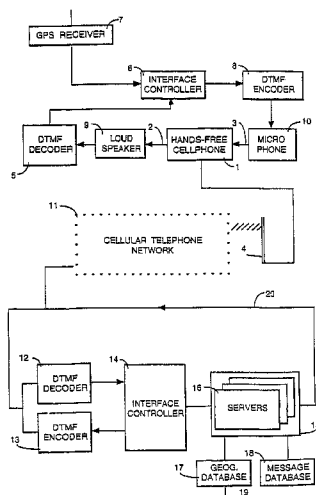 7
GPS RECEIVER
6
INTERFACE
CONTROLLER
8
DTMF
ENCODER
DTMF
DECODER
5
9
LOUD
SPEAKER
2
HANDS-FREE
CELLPHONE
1
3
MICRO
PHONE
10
11
CELLULAR TELEPHONE
NETWORK
4
20
12
DTMF
DECODER
14
INTERFACE
CONTROLLER
16
SERVERS
DTMF
ENCODER
13
17
GEOG.
DATABASE
18
MESSAGE
DATABASE
19